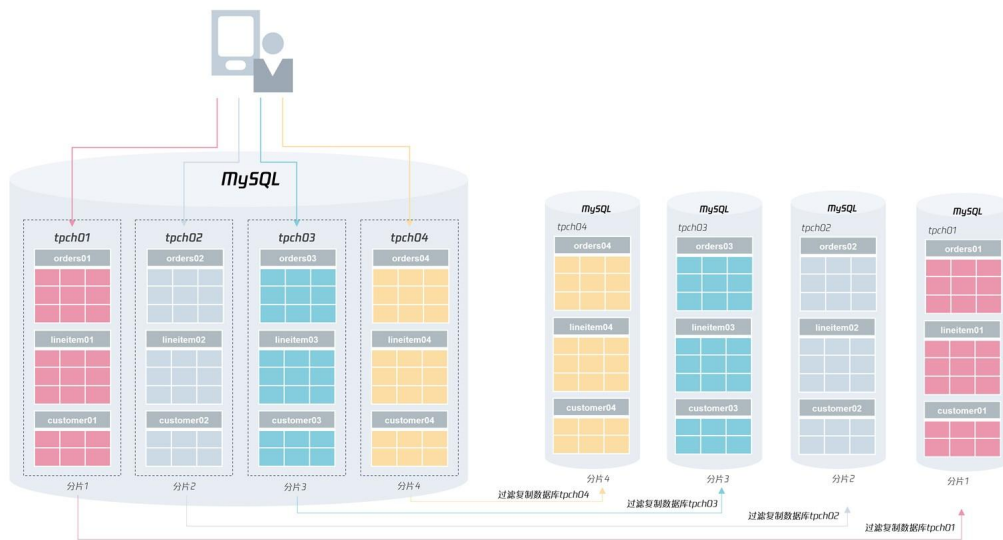 MySQL
tpch01
orders01
lineitem01
customer01
分片1
tpch02
orders02
lineitem02
customer02
分片2
tpch03
orders03
lineitem03
customer03
分片3
tpch04
orders04
lineitem04
customer04
分片4
MySQL
tpch04
orders04
lineitem04
customer04
分片4
MySQL
tpch03
orders03
lineitem03
customer03
分片3
MySQL
tpch02
orders02
lineitem02
customer02
分片2
MySQL
tpch01
orders01
lineitem01
customer01
分片1
过滤复制数据库tpch04
过滤复制数据库tpch03
过滤复制数据库tpch02
过滤复制数据库tpch01